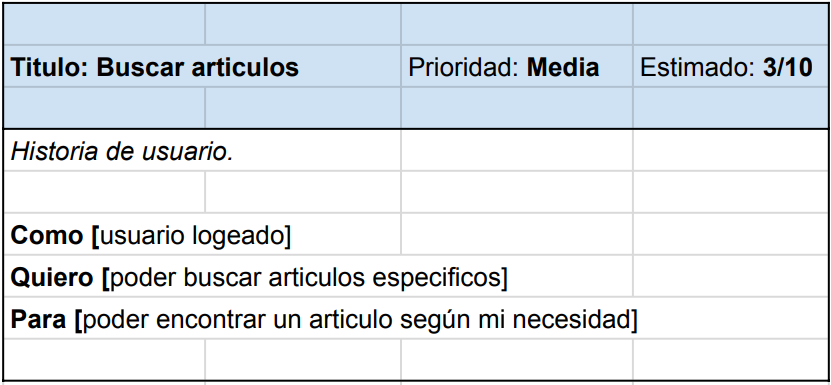 Titulo: Buscar articulos Prioridad: Media Estimado: 3/10
Historia de usuario.
Como [usuario logeado]
Quiero [poder buscar articulos especificos]
Para [poder encontrar un articulo según mi necesidad]